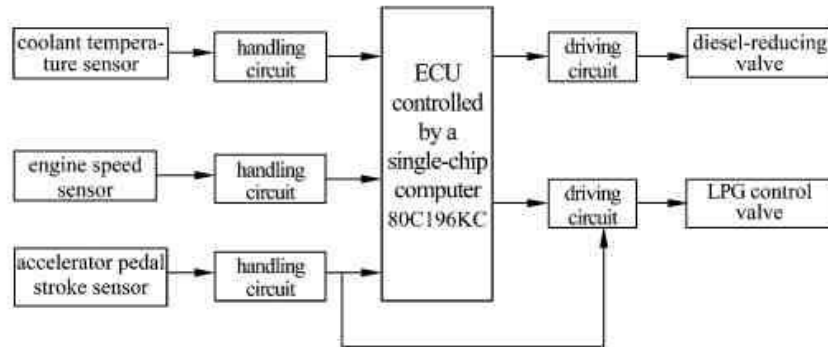 coolant tempera-
ture sensor
handling
circuit
ECU
controlled
by a
single-chip
computer
80C196KC
driving
circuit
diesel-reducing
valve
engine speed
sensor
handling
circuit
driving
circuit
LPG control
valve
accelerator pedal
stroke sensor
handling
circuit